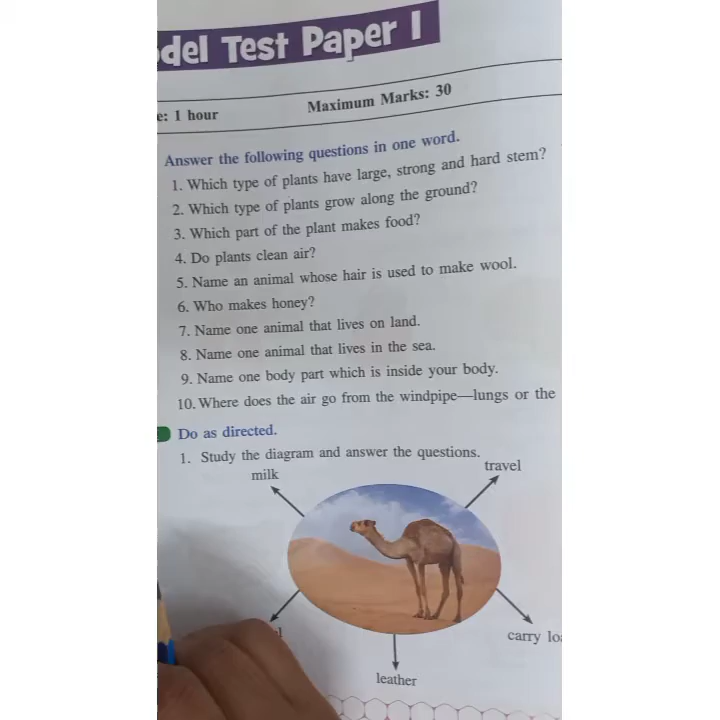 del Test Paper 1
e: 1 hour
Maximum Marks: 30
Answer the following questions in one word.
1. Which type of plants have large, strong and hard stem?
2. Which type of plants grow along the ground?
3. Which part of the plant makes food?
4. Do plants clean air?
5. Name an animal whose hair is used to make wool.
6. Who makes honey?
7. Name one animal that lives on land.
8. Name one animal that lives in the sea.
9. Name one body part which is inside your body.
10. Where does the air go from the windpipe—lungs or the
Do as directed.
1. Study the diagram and answer the questions.
milk
travel
carry
leather